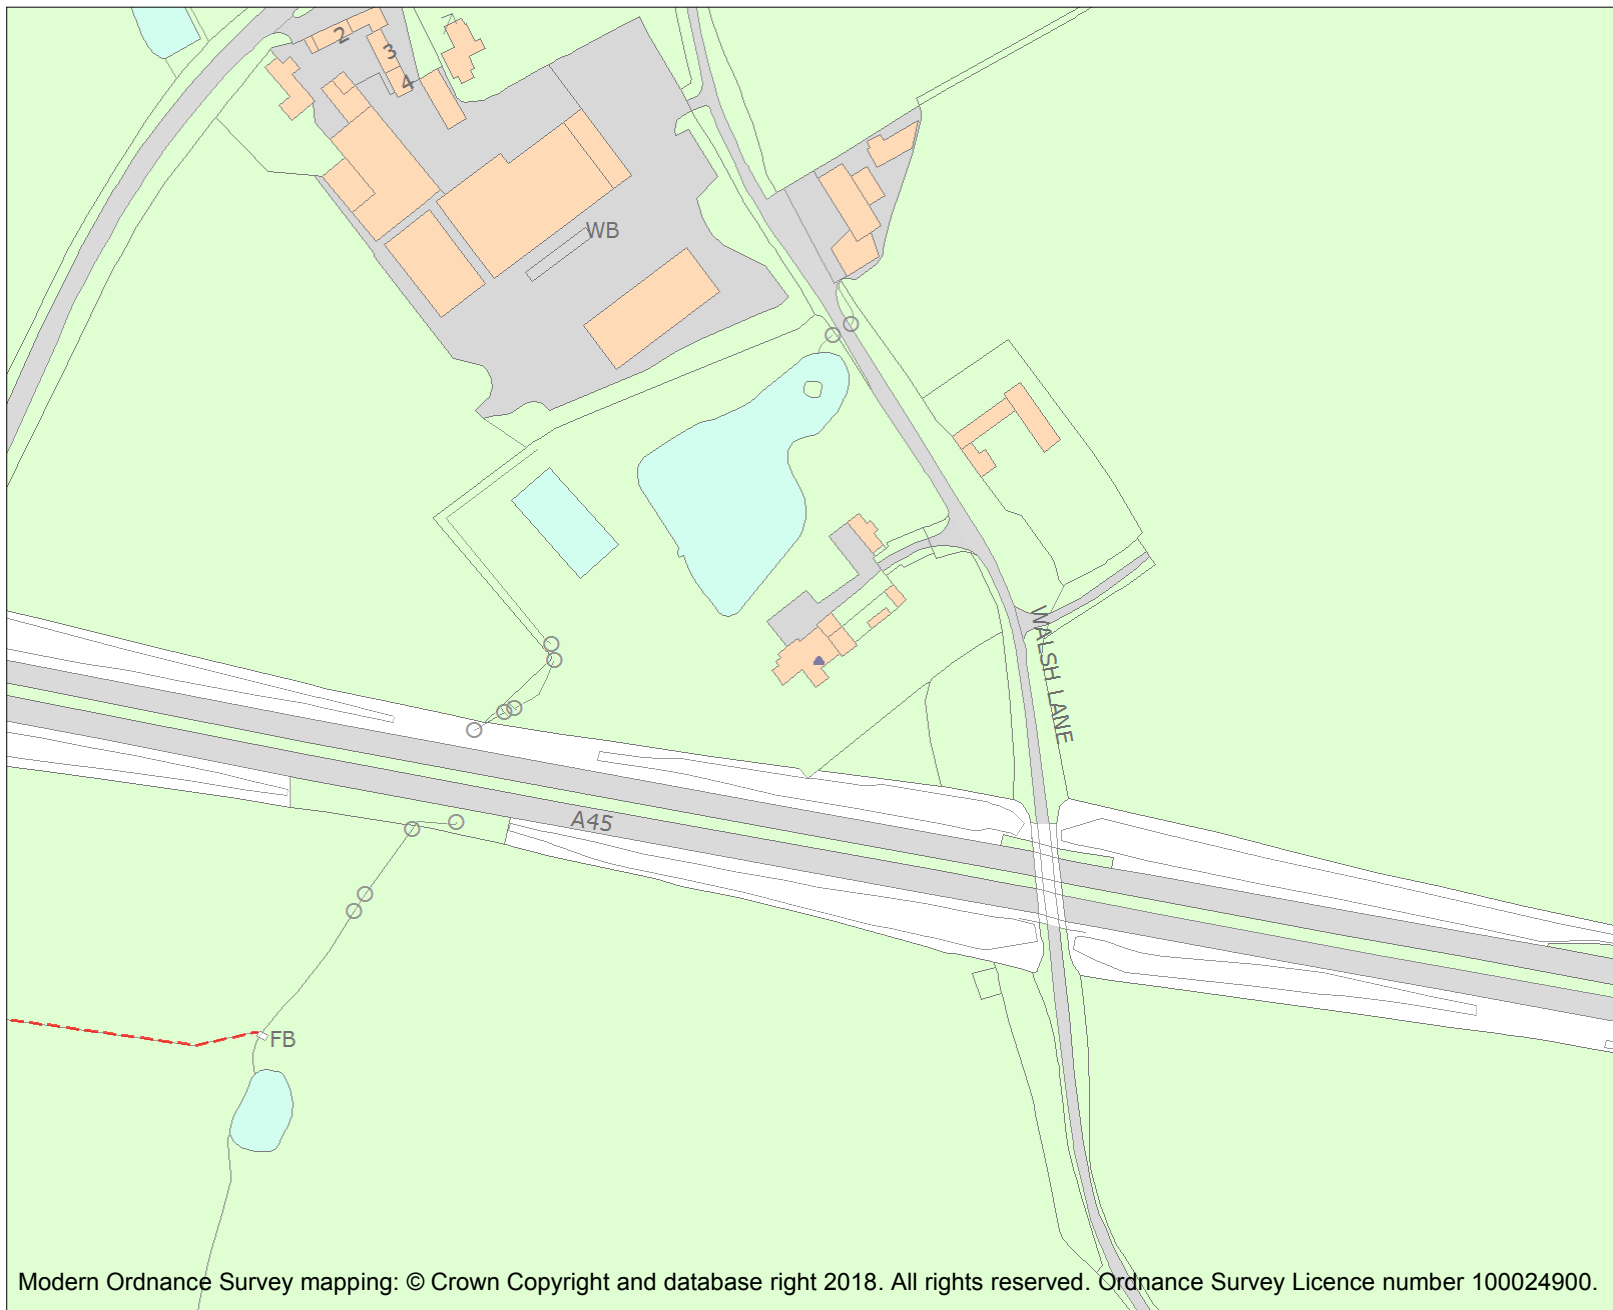 2
3
4
WB
WALSH LANE
A45
FB
Modern Ordnance Survey mapping: © Crown Copyright and database right 2018. All rights reserved. Ordnance Survey Licence number 100024900.